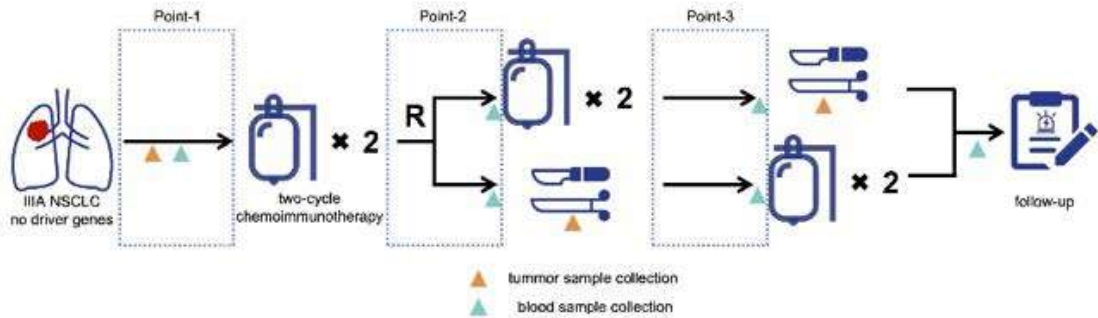 Point-1
Point-2
Point-3
× 2
R
× 2
× 2
IIIA NSCLC
no driver genes
two-cycle
chemoimmunotherapy
follow-up
tummor sample collection
blood sample collection